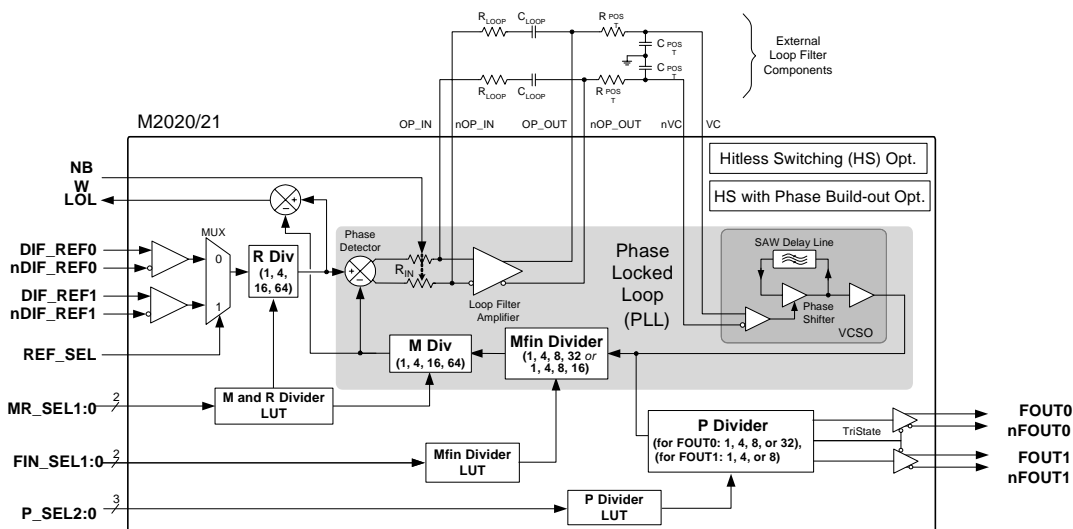 R LOOP
C LOOP
R POS T
C POS T
C POS T
R LOOP
C LOOP
R POS T
External
Loop Filter
Components
M2020/21
OP_IN
nOP_IN
OP_OUT
nOP_OUT
nVC
VC
Hitless Switching (HS) Opt.
HS with Phase Build-out Opt.
NB
W
LOL
+
−
DIF_REF0
nDIF_REF0
DIF_REF1
nDIF_REF1
REF_SEL
MUX
0
1
R Div
(1, 4,
16, 64)
Phase
Detector
+
−
R IN
Loop Filter
Amplifier
Phase
Locked
Loop
(PLL)
SAW Delay Line
Phase
Shifter
VCSO
M Div
(1, 4, 16, 64)
Mfin Divider
(1, 4, 8, 32 or
1, 4, 8, 16)
MR_SEL1:0
2
M and R Divider
LUT
FIN_SEL1:0
2
Mfin Divider
LUT
P_SEL2:0
3
P Divider
LUT
P Divider
(for FOUT0: 1, 4, 8, or 32),
(for FOUT1: 1, 4, or 8)
TriState
FOUT0
nFOUT0
FOUT1
nFOUT1